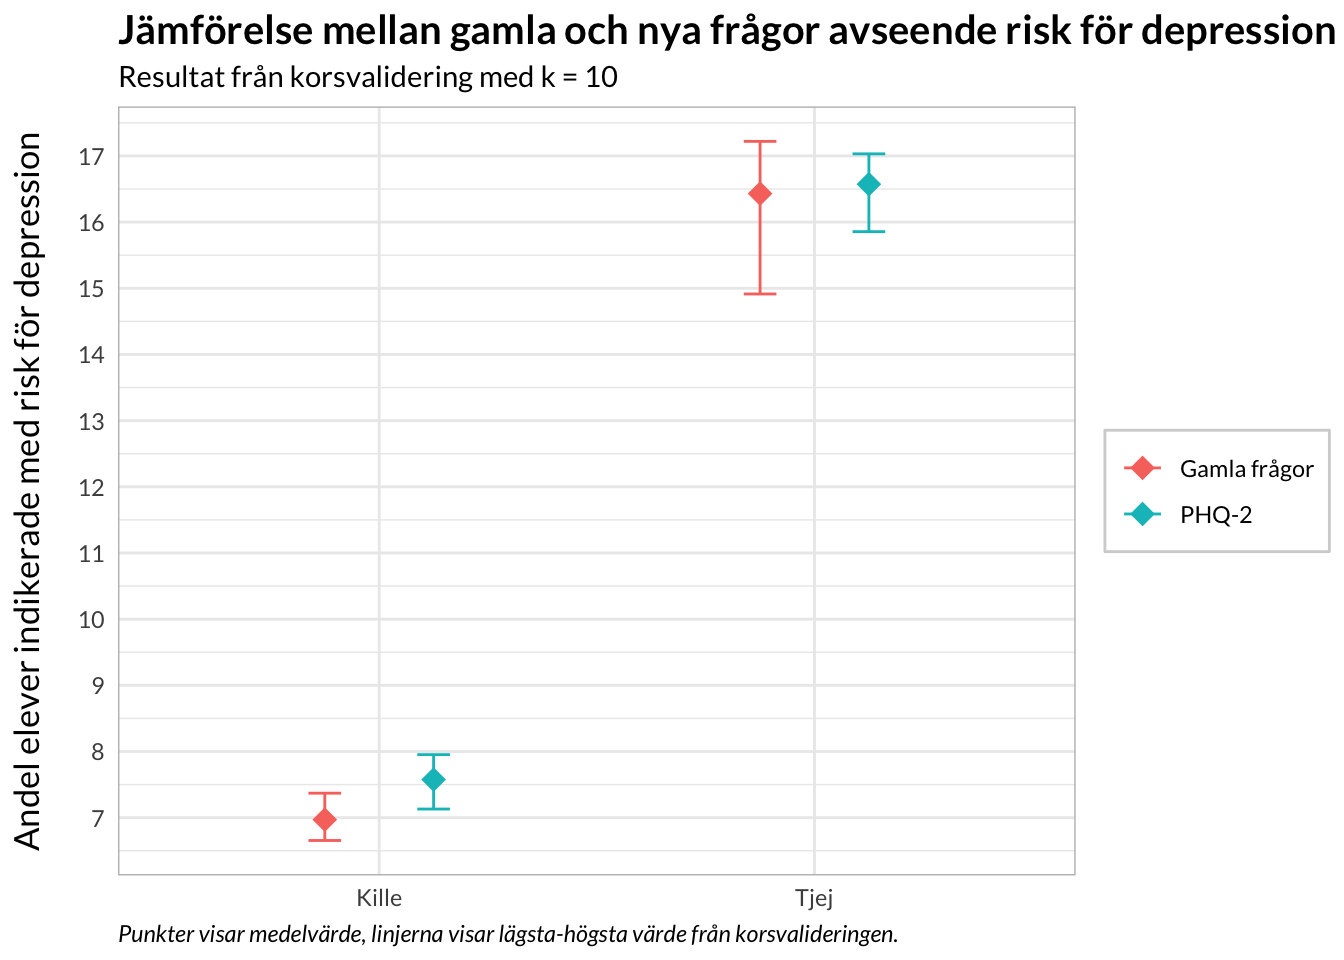 Jämförelse mellan gamla och nya frågor avseende risk för depression
Resultat från korsvalidering med k = 10
Andel elever indikerade med risk för depression
17
16
15
14
13
12
11
10
9
8
7
Kille
Tjej
Gamla frågor
PHQ-2
Punkter visar medelvärde, linjerna visar lägsta-högsta värde från korsvalideringen.